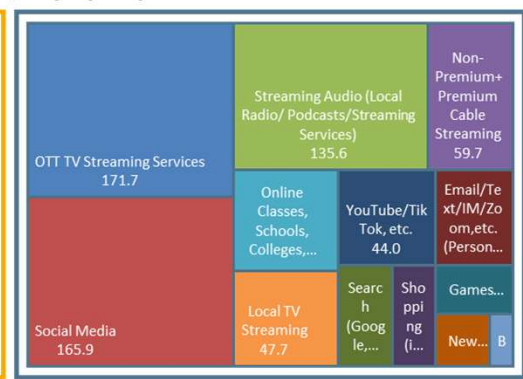 OTT TV Streaming Services
171.7
Social Media
165.9
Streaming Audio (Local
Radio/ Podcasts/Streaming
Services)
135.6
Non-
Premium+
Premium
Cable
Streaming
59.7
Online
Classes,
Schools,
Colleges,...
Local TV
Streaming
47.7
YouTube/Tik
Tok, etc.
44.0
Email/Te
xt/IM/Zo
om,etc.
(Person...
Searc
h
(Goog
le,...
Sho
ppi
ng
(i...
Games...
New...
B